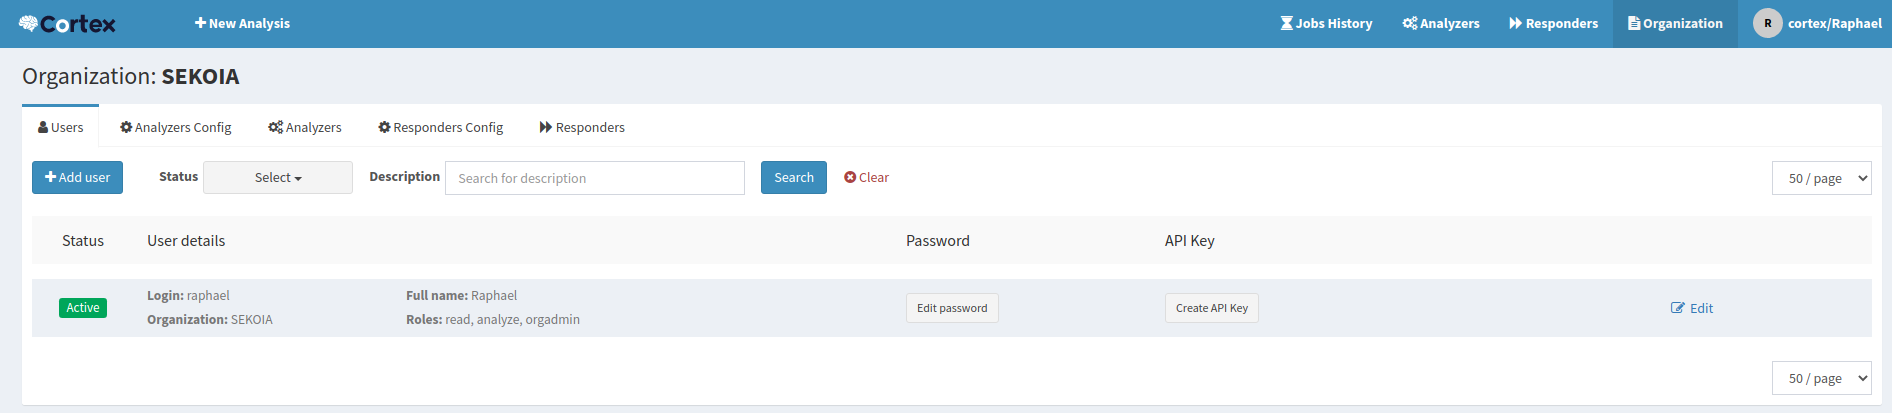 Cortex New Analysis Jobs History Analyzers Responders Organization R cortex/Raphael
Organization: SEKOIA
Users Analyzers Config Analyzers Responders Config Responders
Add user Status Select Description Search for description Search Clear 50 / page
Status User details Password API Key
Active Login: raphael Full name: Raphael Edit password Create API Key Edit
Organization: SEKOIA Roles: read, analyze, orgadmin
50 / page